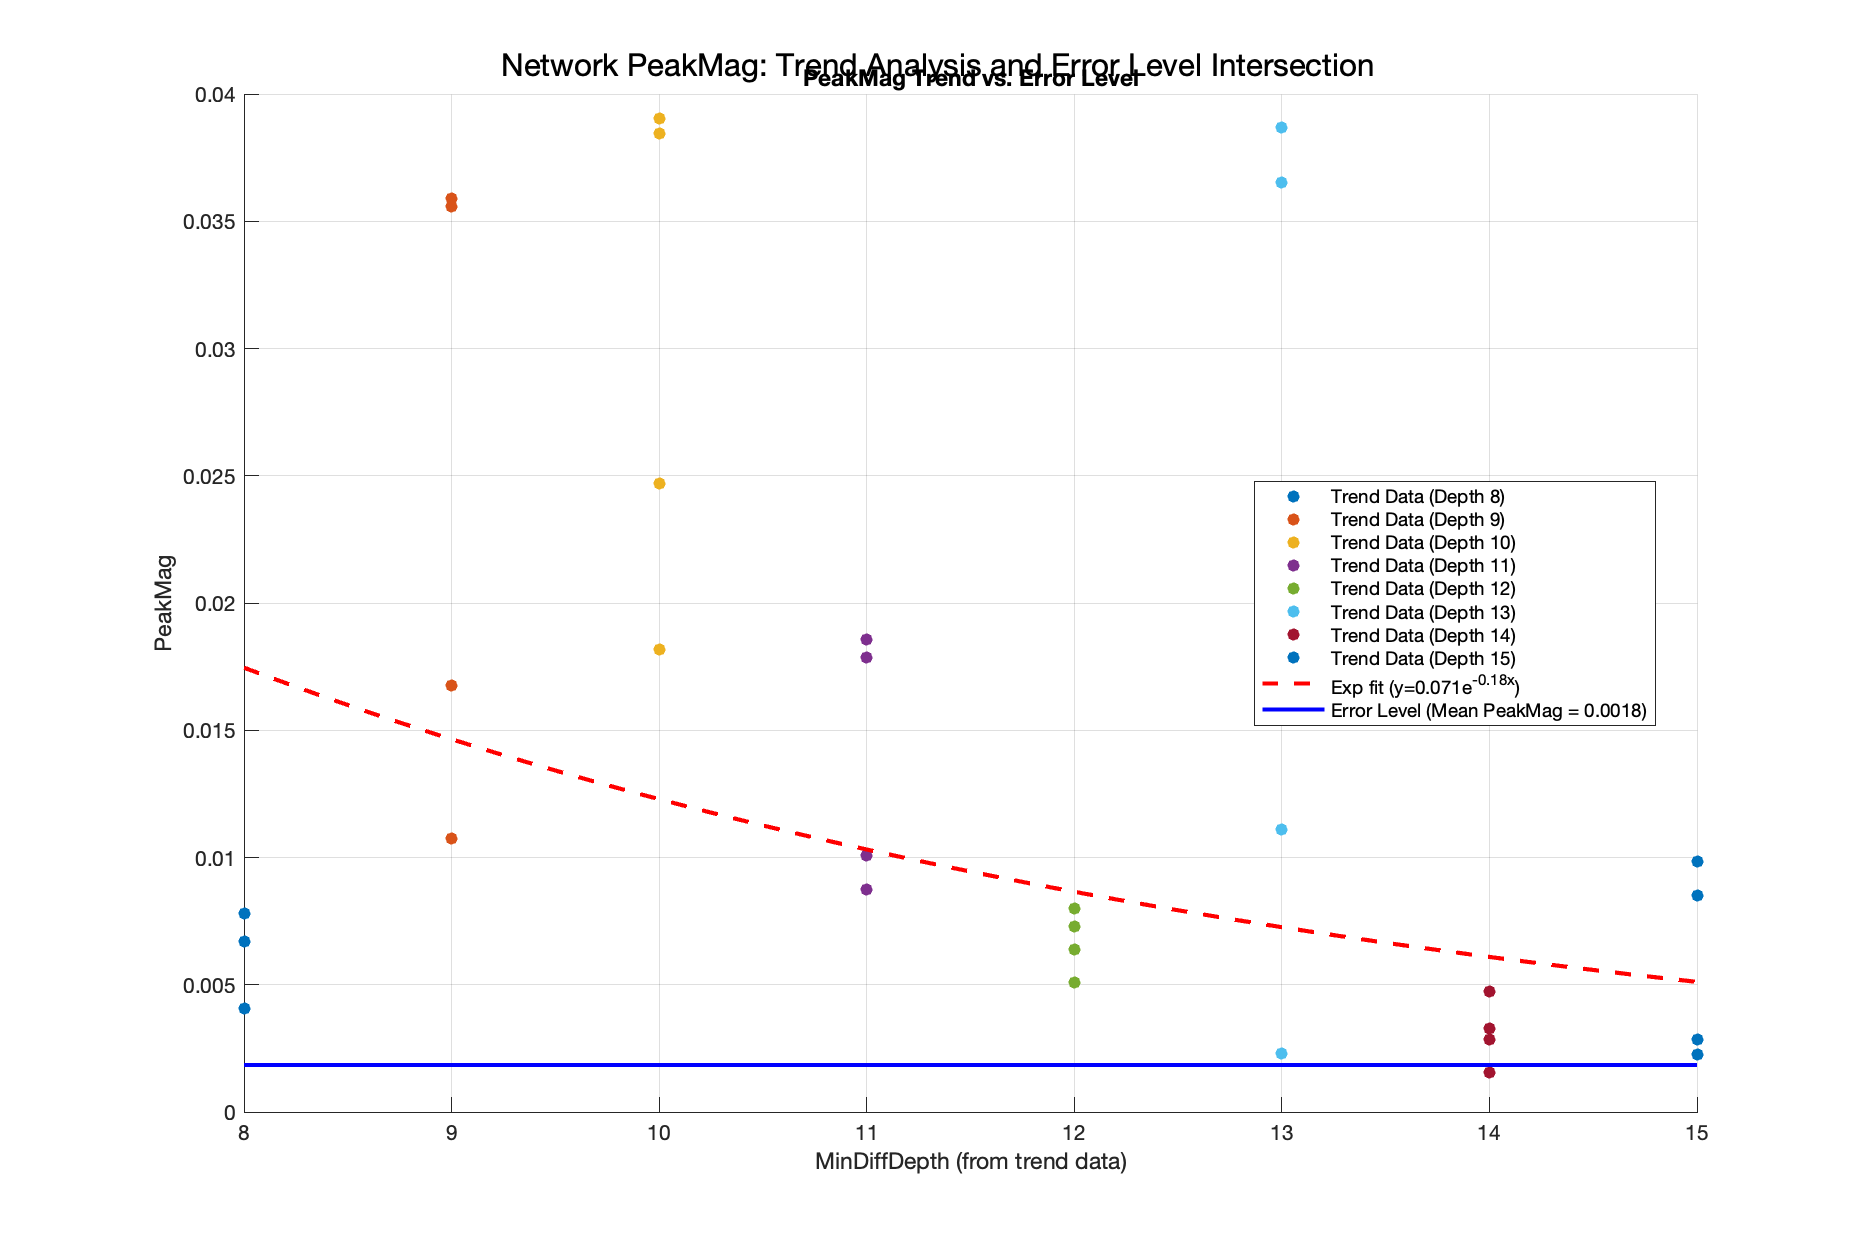 Network PeakMag: Trend Analysis and Error Level Intersection
PeakMag Trend vs. Error Level
0.04
0.035
0.03
0.025
0.02
0.015
0.01
0.005
0
PeakMag
Trend Data (Depth 8)
Trend Data (Depth 9)
Trend Data (Depth 10)
Trend Data (Depth 11)
Trend Data (Depth 12)
Trend Data (Depth 13)
Trend Data (Depth 14)
Trend Data (Depth 15)
Exp fit (y=0.071e^-0.18x)
Error Level (Mean PeakMag = 0.0018)
8 9 10 11 12 13 14 15
MinDiffDepth (from trend data)